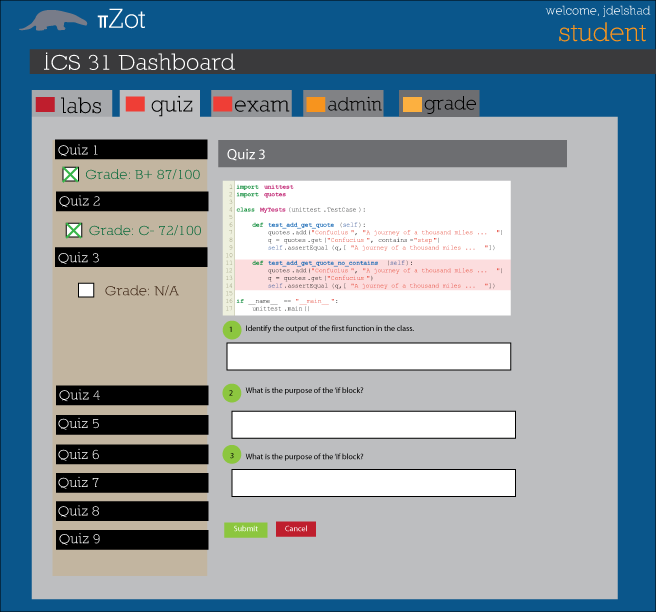 πZot
welcome, jdelshad
student
ICS 31 Dashboard
labs
quiz
exam
admin
grade
Quiz 1
Grade: B+ 87/100
Quiz 2
Grade: C- 72/100
Quiz 3
Grade: N/A
Quiz 4
Quiz 5
Quiz 6
Quiz 7
Quiz 8
Quiz 9
Quiz 3
1 import unittest
2 import quotes
3
4 class MyTests(unittest.TestCase):
5
6 def test_add_get_quote (self):
7 quotes.add("Confucius", "A journey of a thousand miles ... ")
8 q = quotes.get("Confucius", contains="step")
9 self.assertEqual (q,[ "A journey of a thousand miles ... "])
10
11 def test_add_get_quote_no_contains (self):
12 quotes.add("Confucius", "A journey of a thousand miles ... ")
13 q = quotes.get("Confucius")
14 self.assertEqual (q,[ "A journey of a thousand miles ... "])
15
16 if __name__ == "__main__":
17 unittest.main()
1 Identify the output of the first function in the class.
2 What is the purpose of the 'if block?
3 What is the purpose of the 'if block?
Submit
Cancel